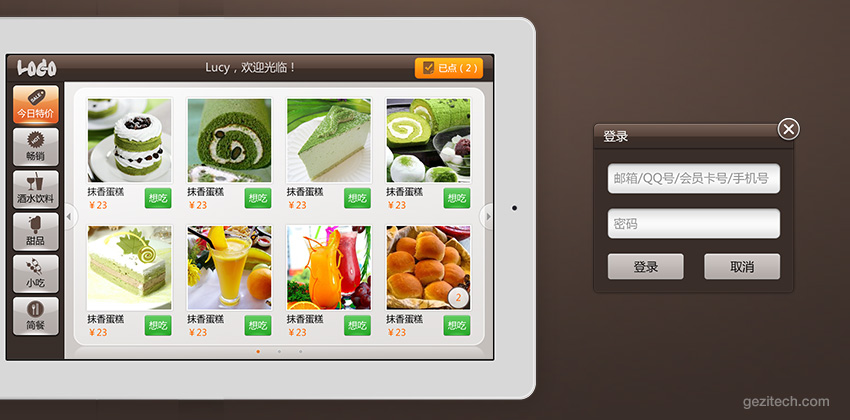 LOGO
Lucy，欢迎光临！
已点 ( 2 )
SALE
今日特价
HOT
畅销
酒水饮料
甜品
小吃
简餐
抹香蛋糕
￥23
想吃
抹香蛋糕
￥23
想吃
抹香蛋糕
￥23
想吃
抹香蛋糕
￥23
想吃
抹香蛋糕
￥23
想吃
抹香蛋糕
￥23
想吃
抹香蛋糕
￥23
想吃
2
抹香蛋糕
￥23
想吃
登录
邮箱/QQ号/会员卡号/手机号
密码
登录
取消
gezitech.com